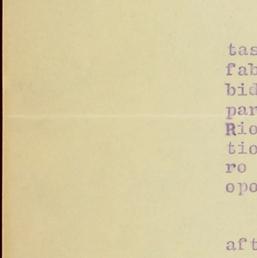 tas
fab
bid
par
Rio
tio
ro
opo
aft